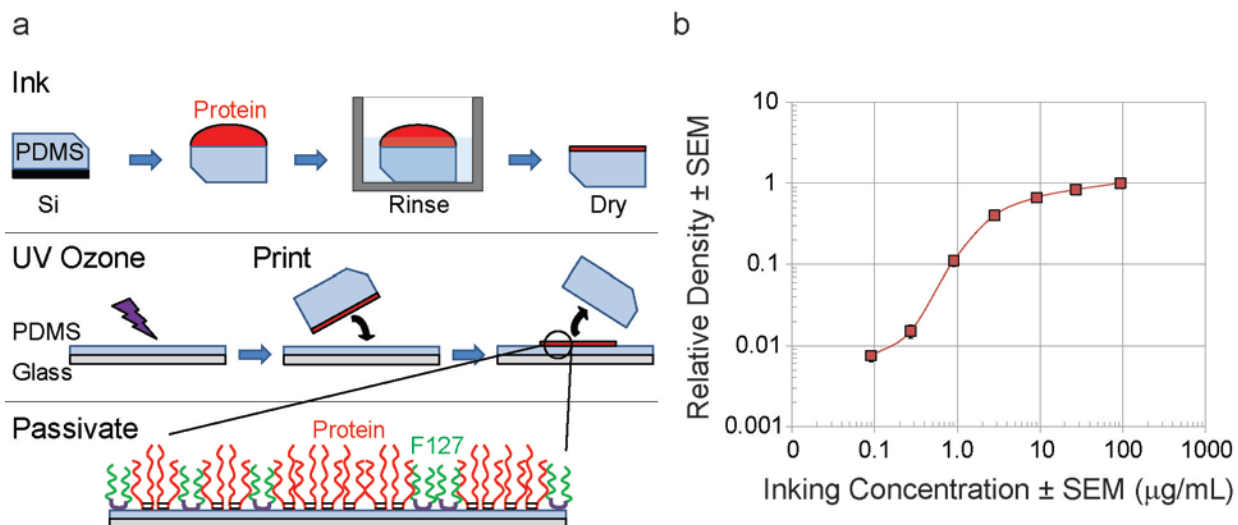 a
Ink
Protein
PDMS
Si
Rinse
Dry
UV Ozone
Print
PDMS
Glass
Passivate
Protein
F127
b
Relative Density ± SEM
10
1
0.1
0.01
0.001
0
0.1
1.0
10
100
1000
Inking Concentration ± SEM (μg/mL)